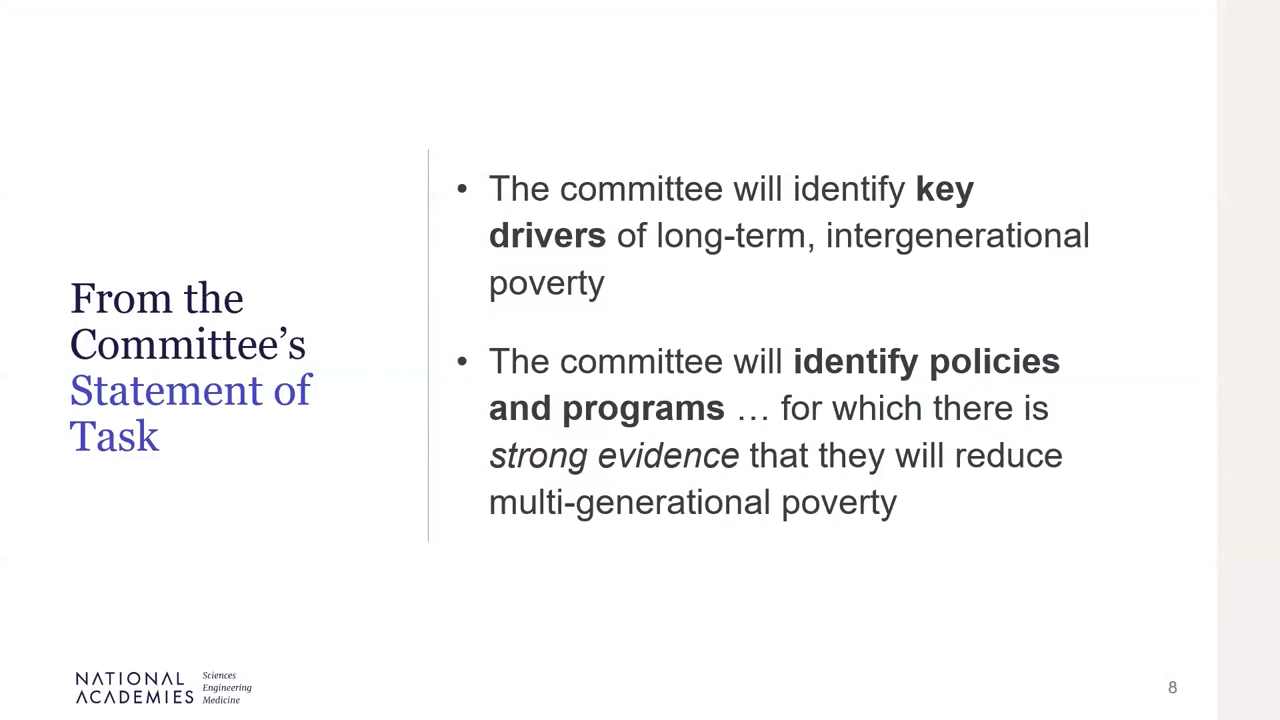 From the
Committee’s
Statement of
Task
• The committee will identify key
drivers of long-term, intergenerational
poverty
• The committee will identify policies
and programs … for which there is
strong evidence that they will reduce
multi-generational poverty
NATIONAL
ACADEMIES
Sciences
Engineering
Medicine
8